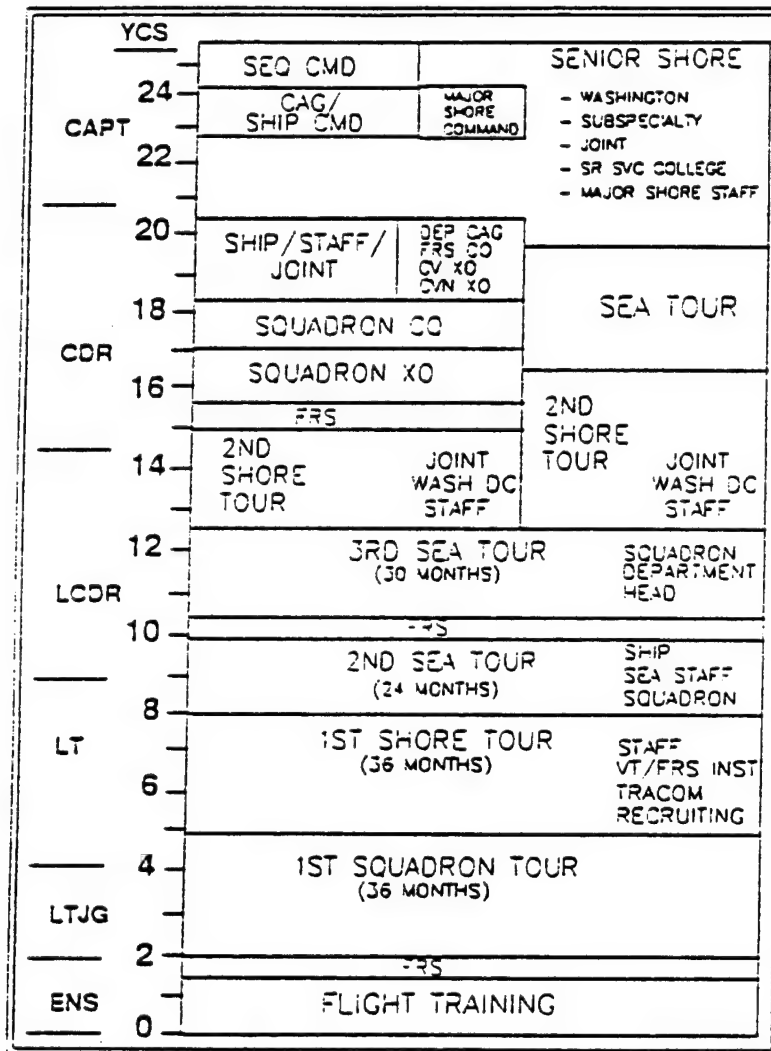 YCS
SEQ CMD
SENIOR SHORE
24
CAG/
SHIP CMD
MAJOR
SHORE
COMMAND
- WASHINGTON
- SUBSPECIALTY
- JOINT
- SR SVC COLLEGE
- MAJOR SHORE STAFF
CAPT
22
20
SHIP/STAFF/
JOINT
DEP CAG
FRS CO
CV XO
CVN XO
SEA TOUR
18
SQUADRON CO
CDR
16
SQUADRON XO
FRS
2ND
SHORE
TOUR
JOINT
WASH DC
STAFF
2ND
SHORE
TOUR
JOINT
WASH DC
STAFF
14
12
3RD SEA TOUR
(30 MONTHS)
SQUADRON
DEPARTMENT
HEAD
LCDR
10
FRS
2ND SEA TOUR
(24 MONTHS)
SHIP
SEA STAFF
SQUADRON
8
LT
1ST SHORE TOUR
(36 MONTHS)
STAFF
VT/FRS INST
TRACOM
RECRUITING
6
4
1ST SQUADRON TOUR
(36 MONTHS)
LTJG
2
FRS
ENS
FLIGHT TRAINING
0